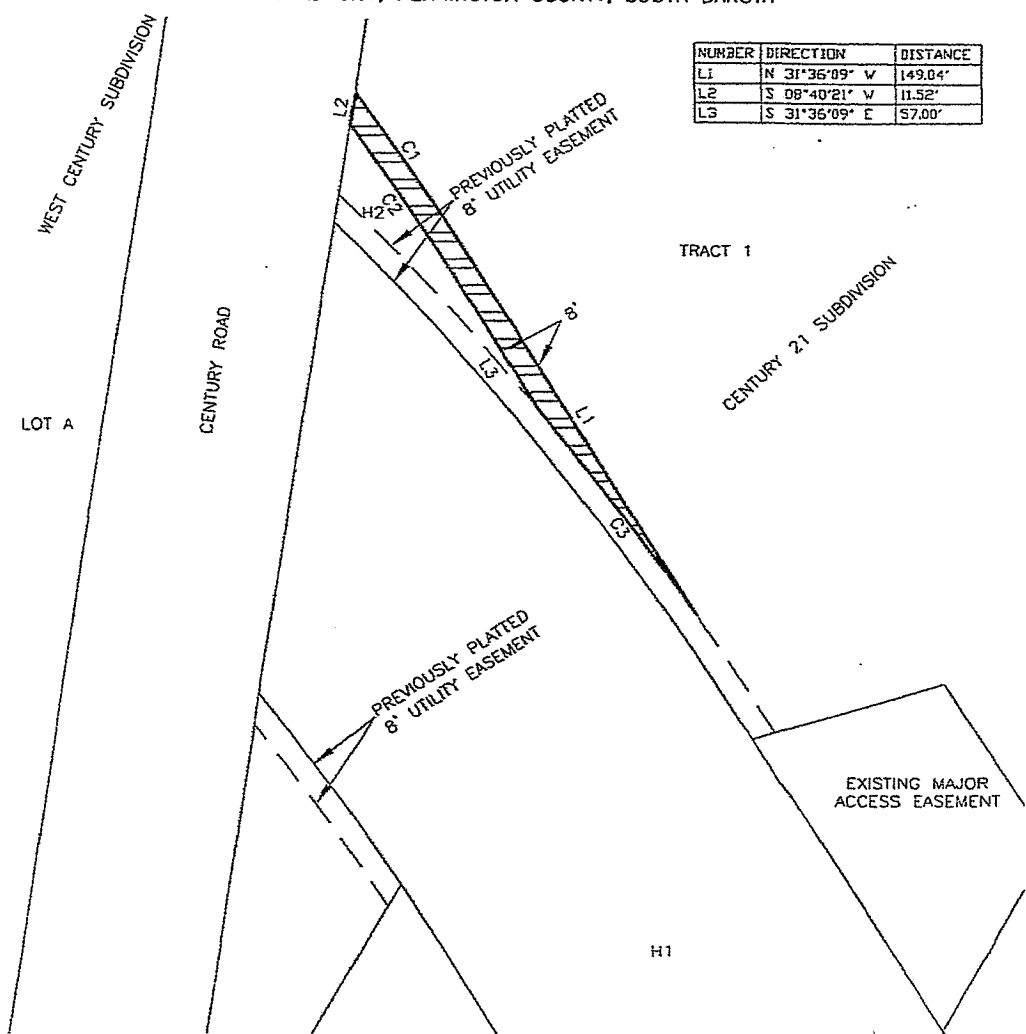 NUMBER DIRECTION DISTANCE
L1 N 31°36'09" W 149.04'
L2 S 08°40'21" W 11.52'
L3 S 31°36'09" E 57.00'
WEST CENTURY SUBDIVISION
L2
C1
PREVIOUSLY PLATTED
8' UTILITY EASEMENT
C2
H2
TRACT 1
CENTURY 21 SUBDIVISION
8'
CENTURY ROAD
L3
L1
LOT A
C3
PREVIOUSLY PLATTED
8' UTILITY EASEMENT
EXISTING MAJOR
ACCESS EASEMENT
H1